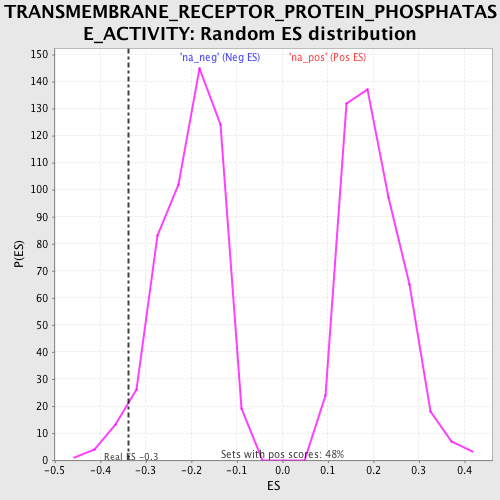 TRANSMEMBRANE_RECEPTOR_PROTEIN_PHOSPHATAS
E_ACTIVITY: Random ES distribution
'na_neg' (Neg ES) 'na_pos' (Pos ES)
150
140
130
120
110
100
90
80
70
60
50
40
30
20
10
0
P(ES)
Real ES -0.3
Sets with pos scores: 48%
-0.5 -0.4 -0.3 -0.2 -0.1 0.0 0.1 0.2 0.3 0.4
ES